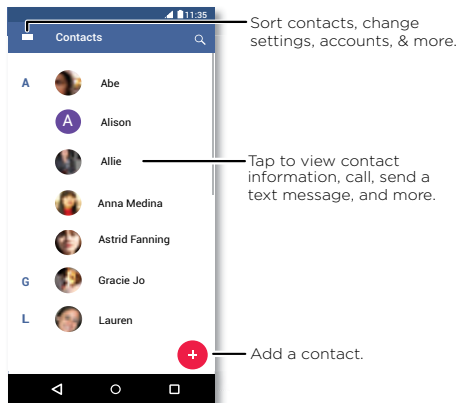 11:35
Contacts
Sort contacts, change
settings, accounts, & more.
A
Abe
A
Alison
Allie
Tap to view contact
information, call, send a
text message, and more.
Anna Medina
Astrid Fanning
G
Gracie Jo
L
Lauren
Add a contact.